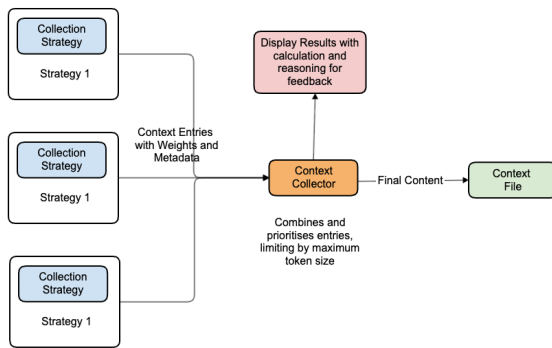 Collection
Strategy
Strategy 1
Display Results with
calculation and
reasoning for
feedback
Context Entries
with Weights and
Metadata
Collection
Strategy
Strategy 1
Context
Collector
Final Content
Context
File
Combines and
prioritises entries,
limiting by maximum
token size
Collection
Strategy
Strategy 1